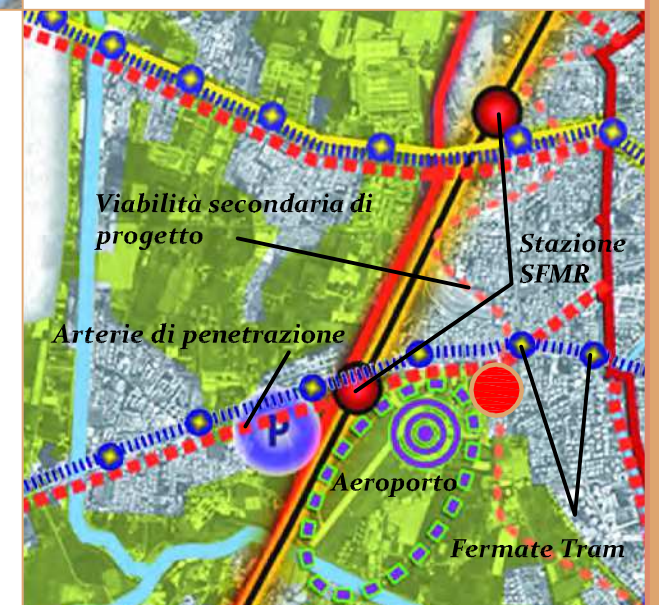 Viabilità secondaria di
progetto
Stazione
SFMR
Arterie di penetrazione
P
Aeroporto
Fermate Tram